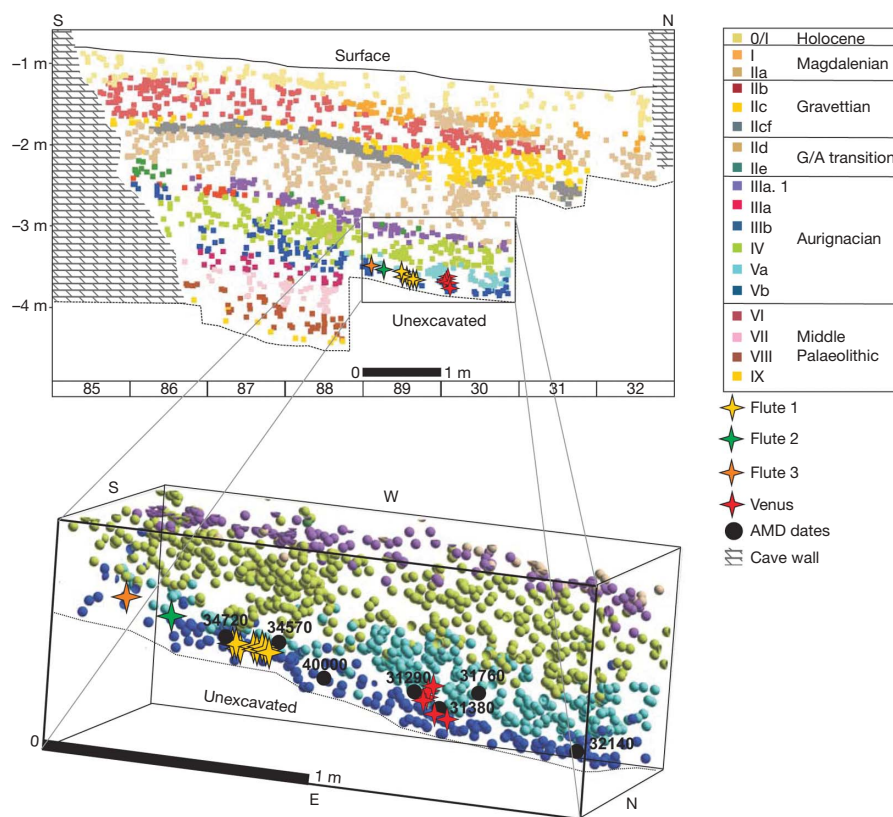 S
N
Surface
–1 m
–2 m
–3 m
–4 m
Unexcavated
0 1 m
85 86 87 88 89 30 31 32
0/I Holocene
I
Magdalenian
IIa
IIb
IIc Gravettian
IIcf
IId
G/A transition
IIe
IIIa. 1
IIIa
IIIb
Aurignacian
IV
Va
Vb
VI
VII Middle
VIII Palaeolithic
IX
Flute 1
Flute 2
Flute 3
Venus
AMD dates
Cave wall
S
W
34720
34570
40000
31290
31760
31380
32140
Unexcavated
0
1 m
E
N